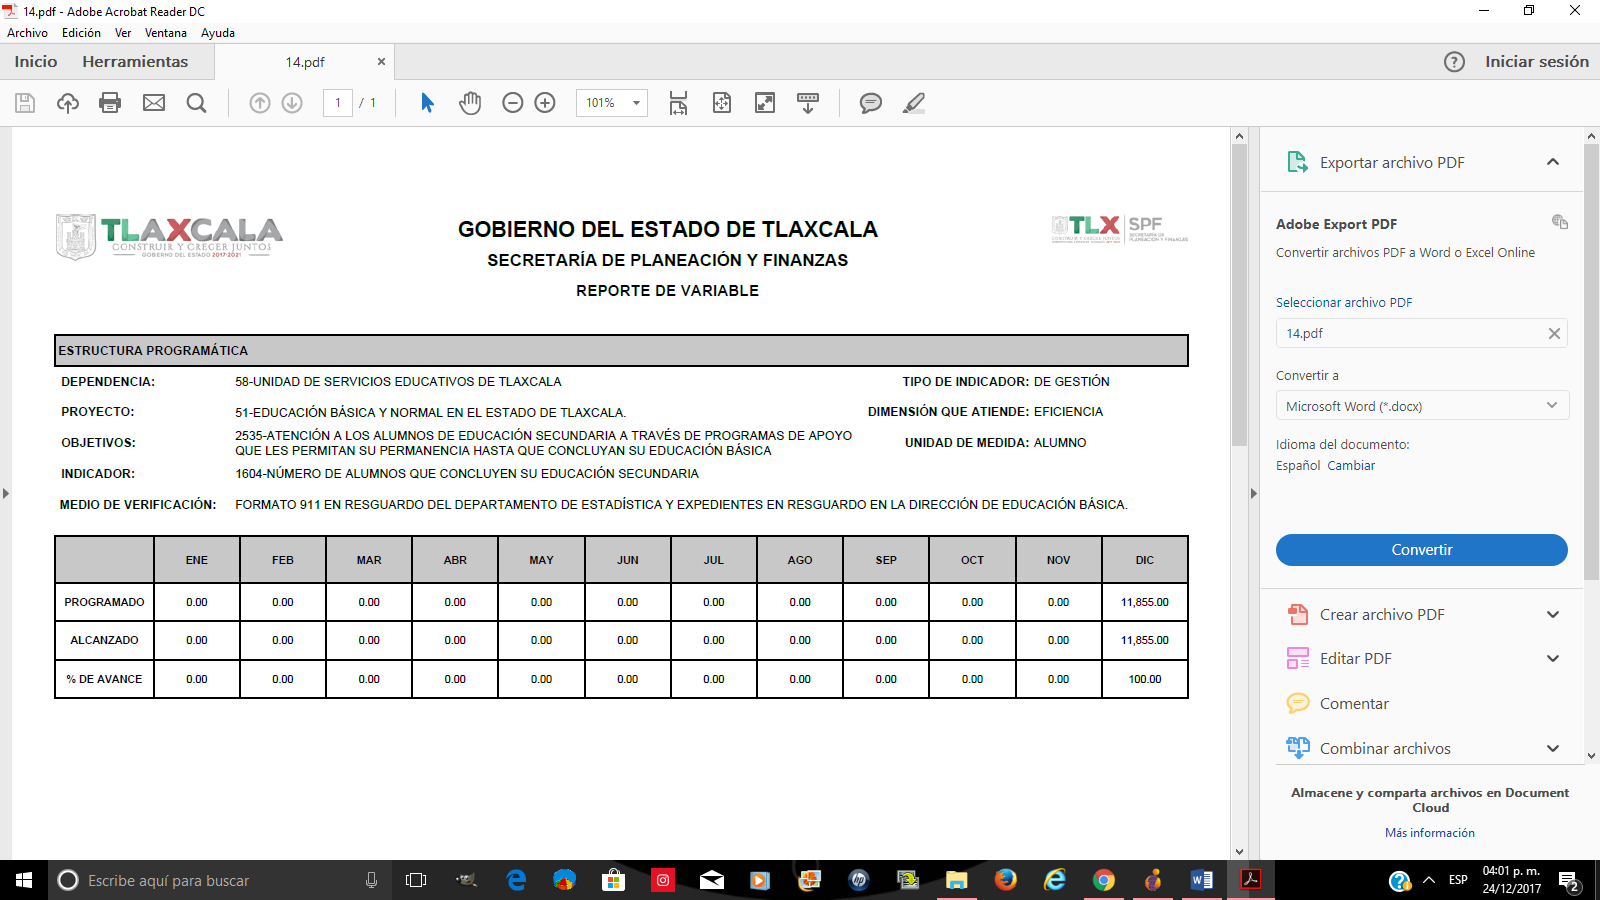 14.pdf - Adobe Acrobat Reader DC
Archivo Edición Ver Ventana Ayuda
Inicio Herramientas 14.pdf Iniciar sesión
1 / 1 101%
TLAXCALA
CONSTRUIR Y CRECER JUNTOS
GOBIERNO DEL ESTADO 2017-2021
GOBIERNO DEL ESTADO DE TLAXCALA
SECRETARÍA DE PLANEACIÓN Y FINANZAS
REPORTE DE VARIABLE
TLX SPF
SECRETARÍA DE
PLANEACIÓN Y FINANZAS
ESTRUCTURA PROGRAMÁTICA
DEPENDENCIA: 58-UNIDAD DE SERVICIOS EDUCATIVOS DE TLAXCALA TIPO DE INDICADOR: DE GESTIÓN
PROYECTO: 51-EDUCACIÓN BÁSICA Y NORMAL EN EL ESTADO DE TLAXCALA. DIMENSIÓN QUE ATIENDE: EFICIENCIA
OBJETIVOS: 2535-ATENCIÓN A LOS ALUMNOS DE EDUCACIÓN SECUNDARIA A TRAVÉS DE PROGRAMAS DE APOYO
QUE LES PERMITAN SU PERMANENCIA HASTA QUE CONCLUYAN SU EDUCACIÓN BÁSICA UNIDAD DE MEDIDA: ALUMNO
INDICADOR: 1604-NÚMERO DE ALUMNOS QUE CONCLUYEN SU EDUCACIÓN SECUNDARIA
MEDIO DE VERIFICACIÓN: FORMATO 911 EN RESGUARDO DEL DEPARTAMENTO DE ESTADÍSTICA Y EXPEDIENTES EN RESGUARDO EN LA DIRECCIÓN DE EDUCACIÓN BÁSICA.
ENE FEB MAR ABR MAY JUN JUL AGO SEP OCT NOV DIC
PROGRAMADO 0.00 0.00 0.00 0.00 0.00 0.00 0.00 0.00 0.00 0.00 0.00 11,855.00
ALCANZADO 0.00 0.00 0.00 0.00 0.00 0.00 0.00 0.00 0.00 0.00 0.00 11,855.00
% DE AVANCE 0.00 0.00 0.00 0.00 0.00 0.00 0.00 0.00 0.00 0.00 0.00 100.00
Exportar archivo PDF
Adobe Export PDF
Convertir archivos PDF a Word o Excel Online
Seleccionar archivo PDF
14.pdf
Convertir a
Microsoft Word (*.docx)
Idioma del documento:
Español Cambiar
Convertir
Crear archivo PDF
Editar PDF
Comentar
Combinar archivos
Almacene y comparta archivos en Document
Cloud
Más información
Escribe aquí para buscar
ESP
04:01 p. m.
24/12/2017
2